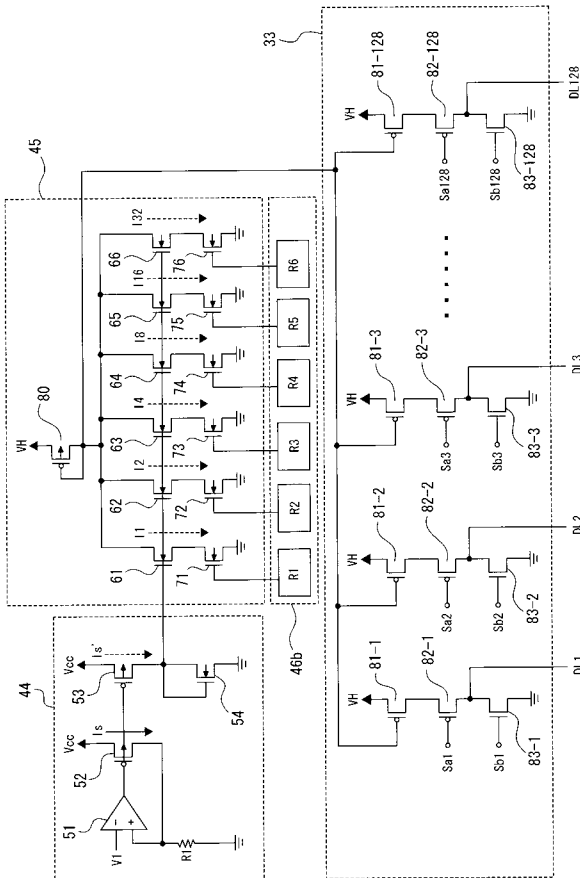 44
45
33
V1
51
R1
Vcc
Is
52
Vcc
Is'
53
54
VH
80
I1
61
71
I2
62
72
I4
63
73
I8
64
74
I16
65
75
I32
66
76
R1
R2
R3
R4
R5
R6
46b
VH
81-1
82-1
Sa1
Sb1
83-1
DL1
VH
81-2
82-2
Sa2
Sb2
83-2
DL2
VH
81-3
82-3
Sa3
Sb3
83-3
DL3
VH
81-128
82-128
Sa128
Sb128
83-128
DL128